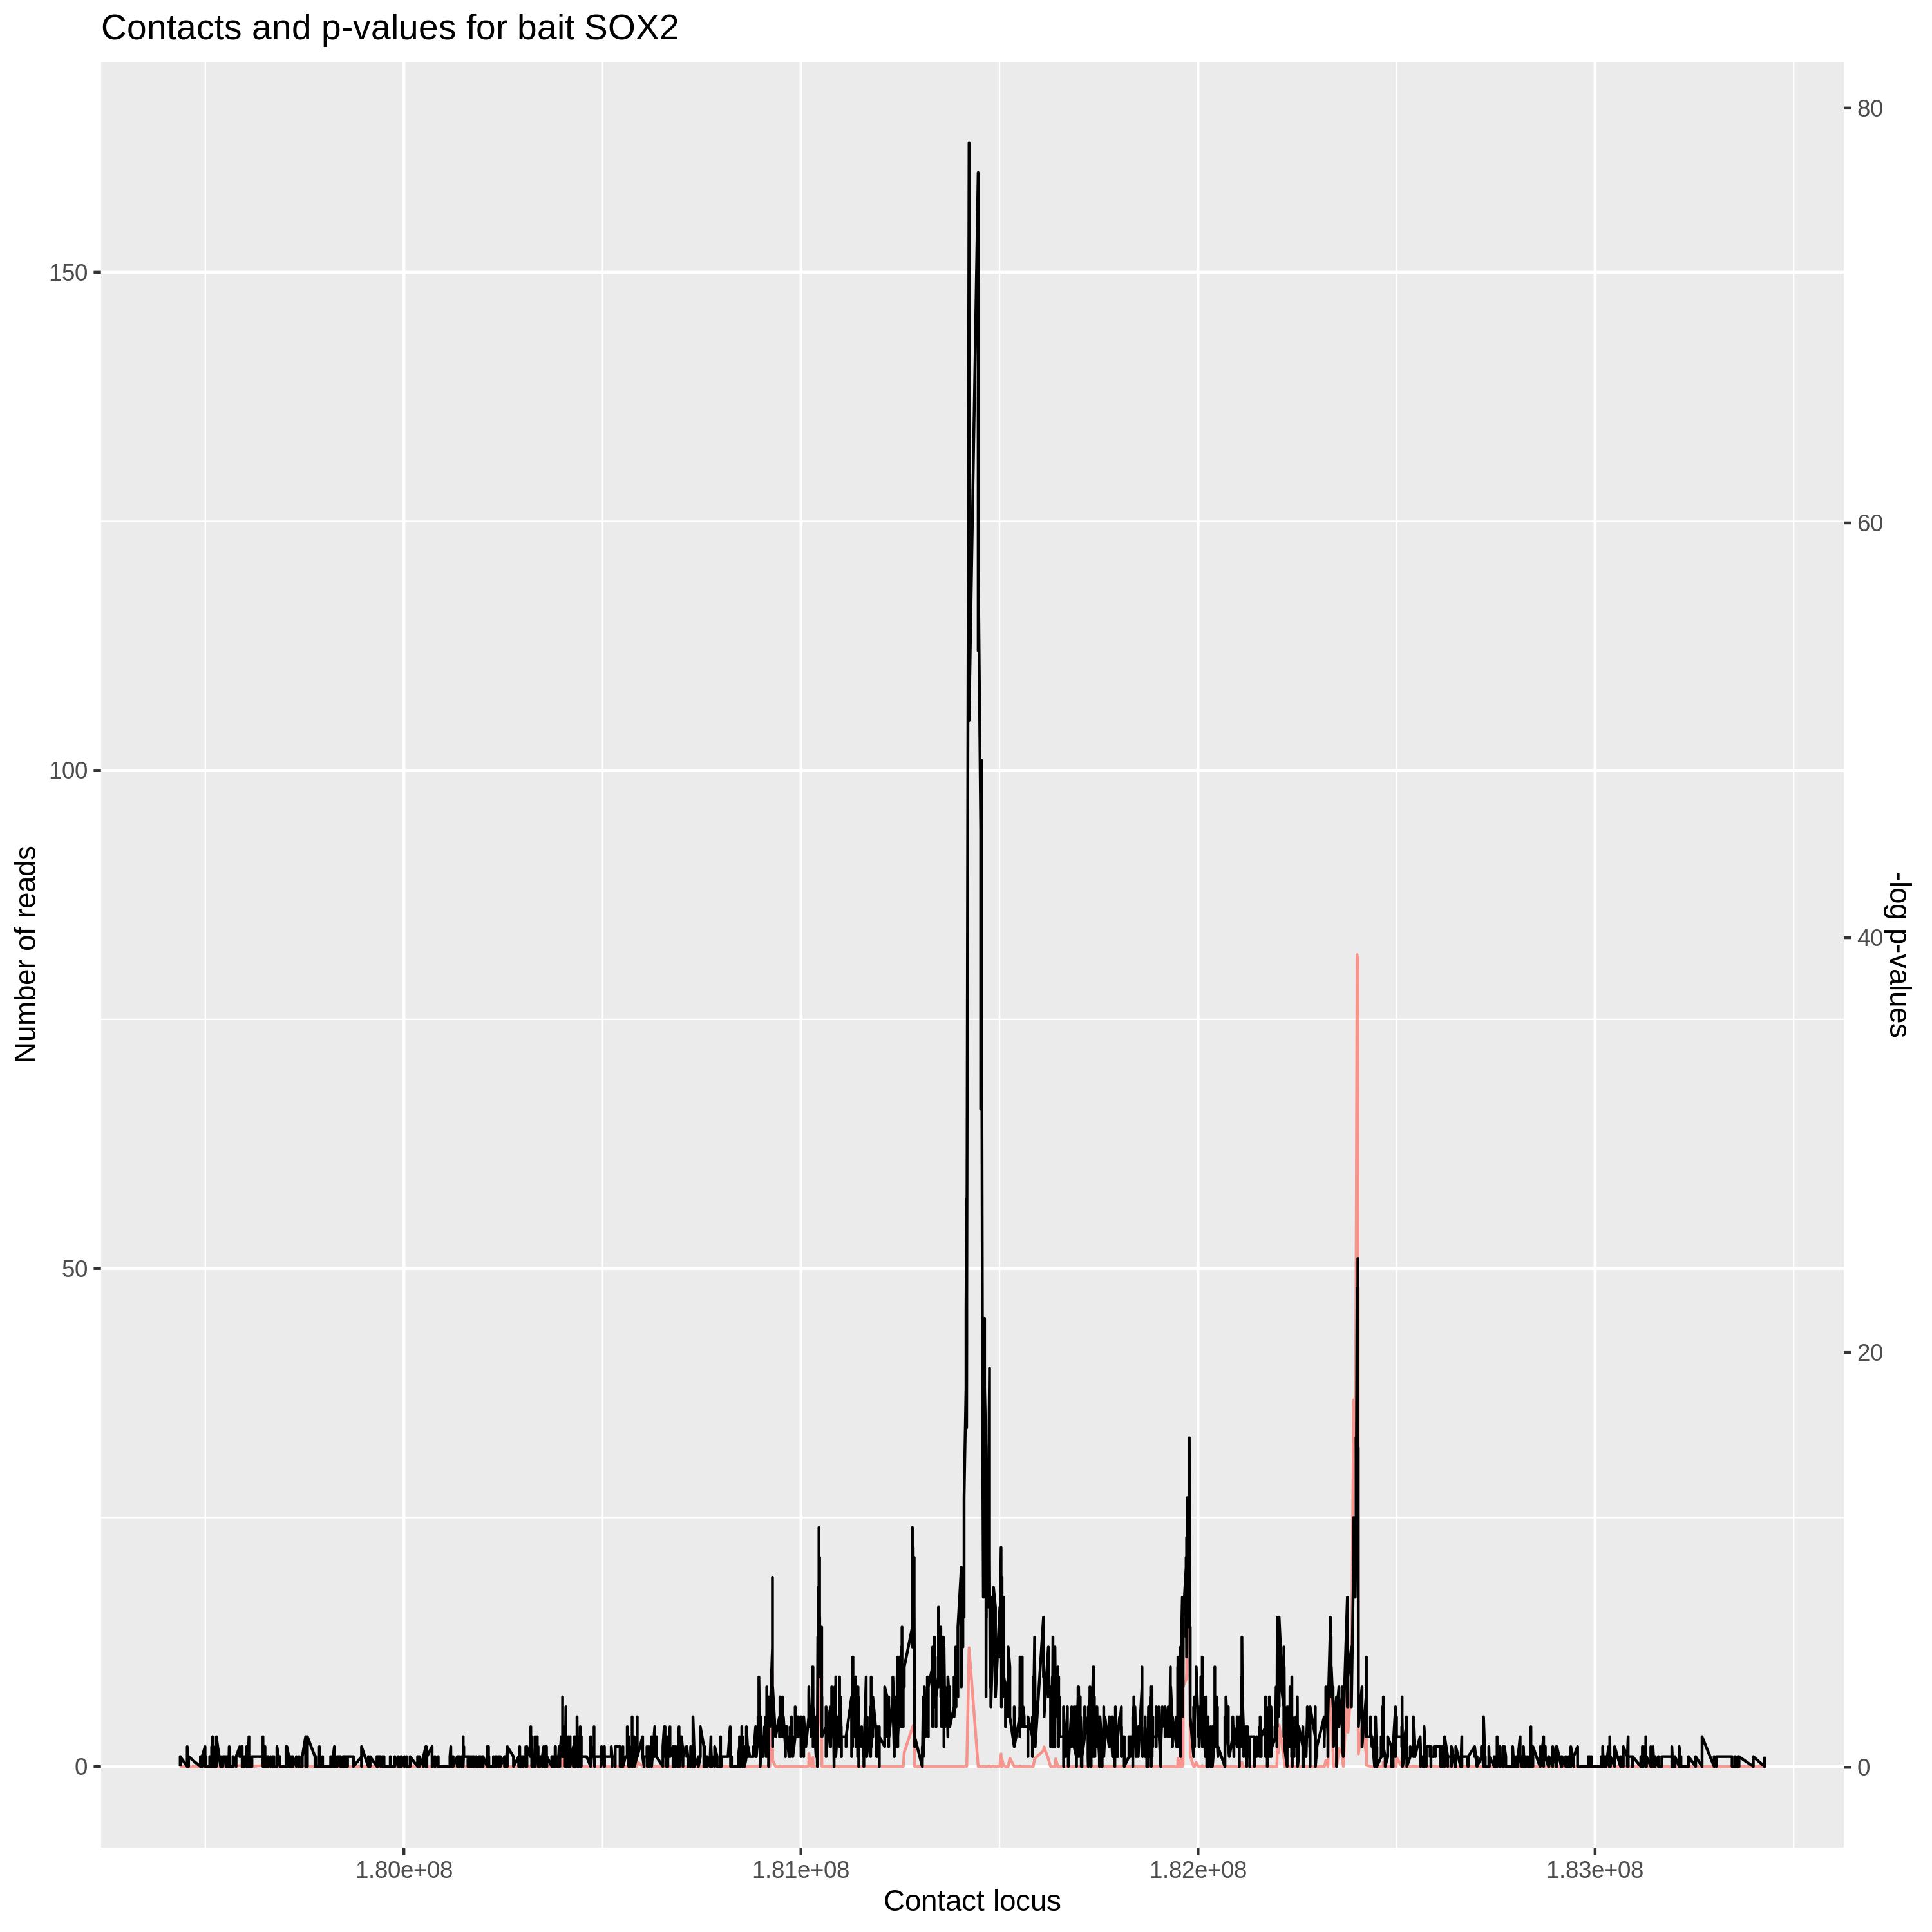 Contacts and p-values for bait SOX2
Number of reads
150
100
50
0
80
60
40
20
0
-log p-values
1.80e+08
1.81e+08
1.82e+08
1.83e+08
Contact locus